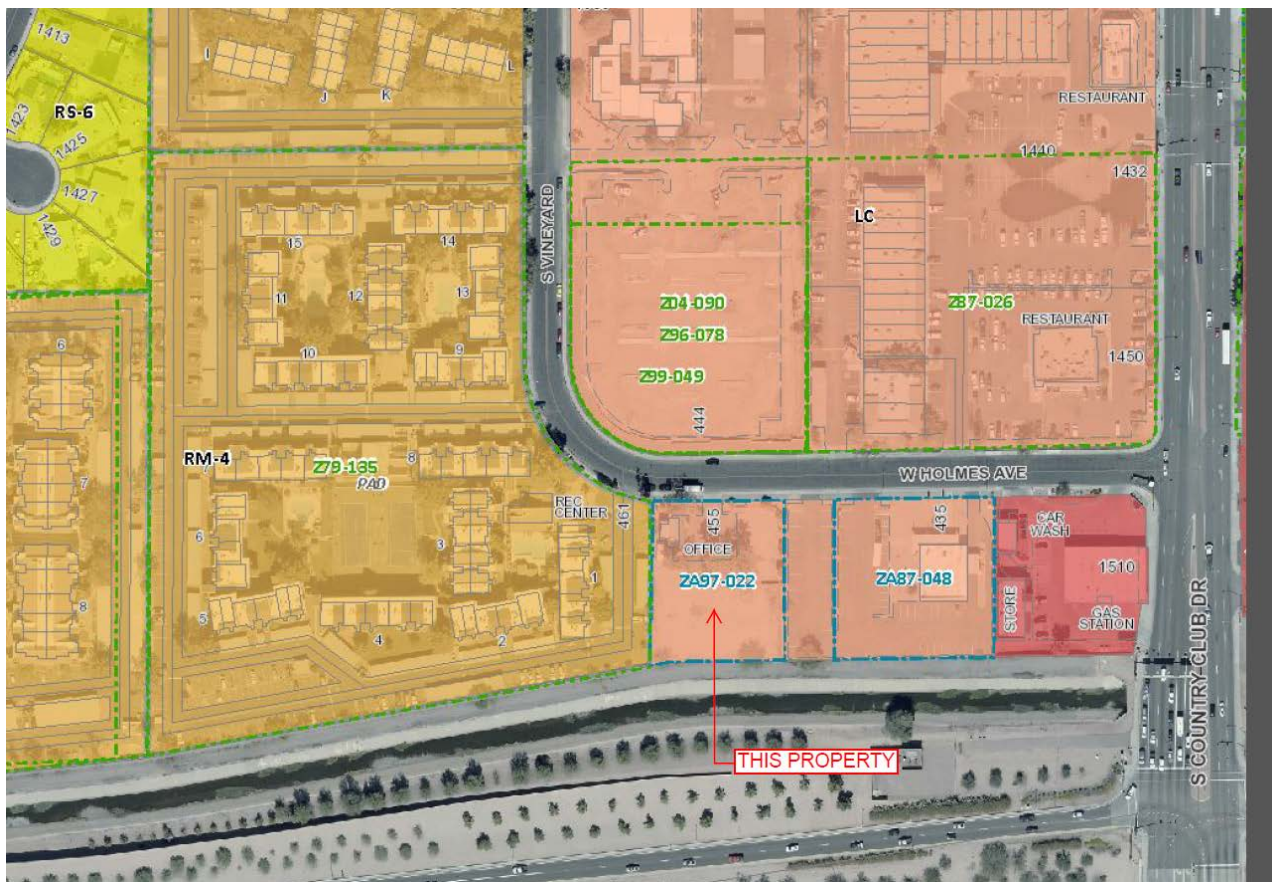 1413
I
J
K
L
RS-6
1423
1425
1427
1429
RESTAURANT
1440
1432
LC
S VINEYARD
15
14
11
12
13
10
9
Z04-090
Z96-078
Z99-049
444
Z87-026
RESTAURANT
1450
6
7
8
RM-4
7
Z79-135
PAD
8
REC
CENTER
461
6
3
1
5
4
2
W HOLMES AVE
455
OFFICE
ZA97-022
435
ZA87-048
CAR
WASH
STORE
1510
GAS
STATION
S COUNTRY CLUB DR
THIS PROPERTY